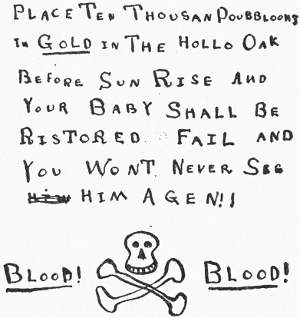 PLACE TEN THOUSAN DOUBBLOONS
IN GOLD IN THE HOLLO OAK
BEFORE SUN RISE AND
YOUR BABY SHALL BE
RISTORED. FAIL AND
YOU WONT NEVER SEE
HIM AGEN!!
BLOOD! BLOOD!